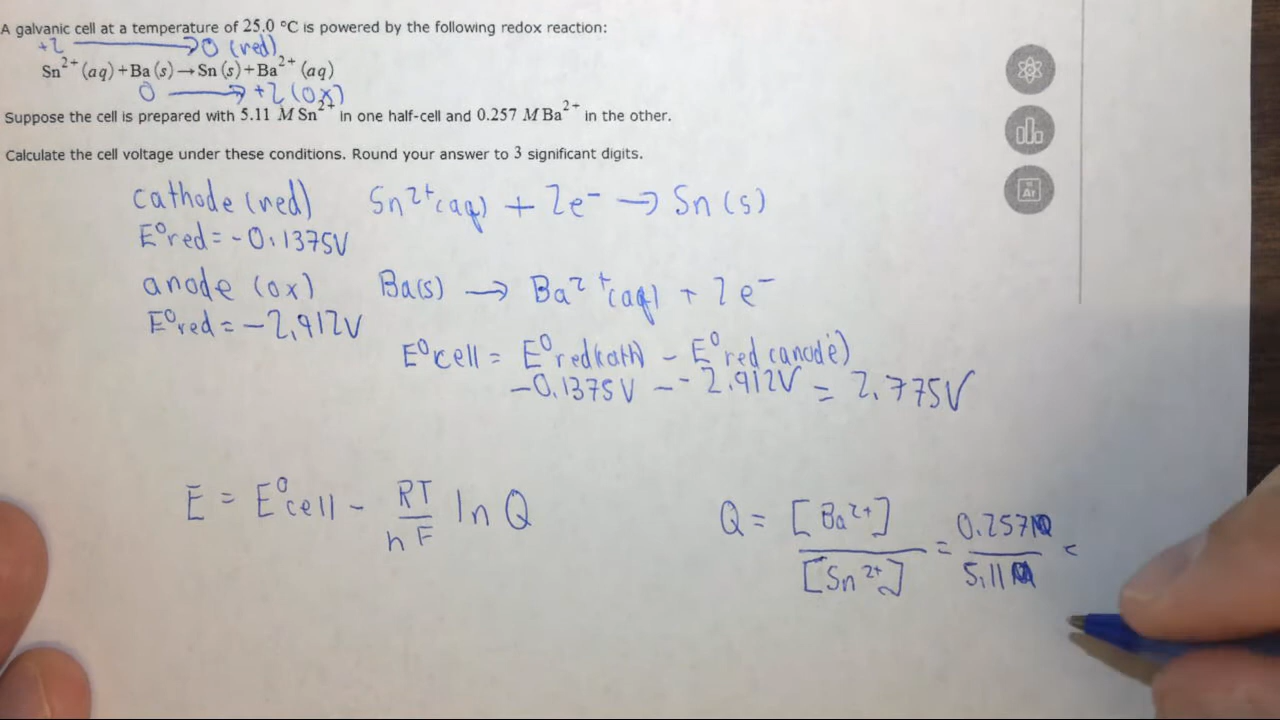 A galvanic cell at a temperature of 25.0 °C is powered by the following redox reaction:
+2 → 0 (red)
Sn²⁺ (aq) + Ba (s) → Sn (s) + Ba²⁺ (aq)
0 → +2 (ox)
Suppose the cell is prepared with 5.11 M Sn²⁺ in one half-cell and 0.257 M Ba²⁺ in the other.
Calculate the cell voltage under these conditions. Round your answer to 3 significant digits.
cathode (red) Sn²⁺(aq) + 2e⁻ → Sn (s)
E°red = -0.1375V
anode (ox) Ba(s) → Ba²⁺(aq) + 2e⁻
E°red = -2.912V
E°cell = E°red(cath) - E°red(anode)
-0.1375V - -2.912V = 2.775V
E = E°cell - RT/nF ln Q
Q = [Ba²⁺]/[Sn²⁺] = 0.257M/5.11M =
Ar